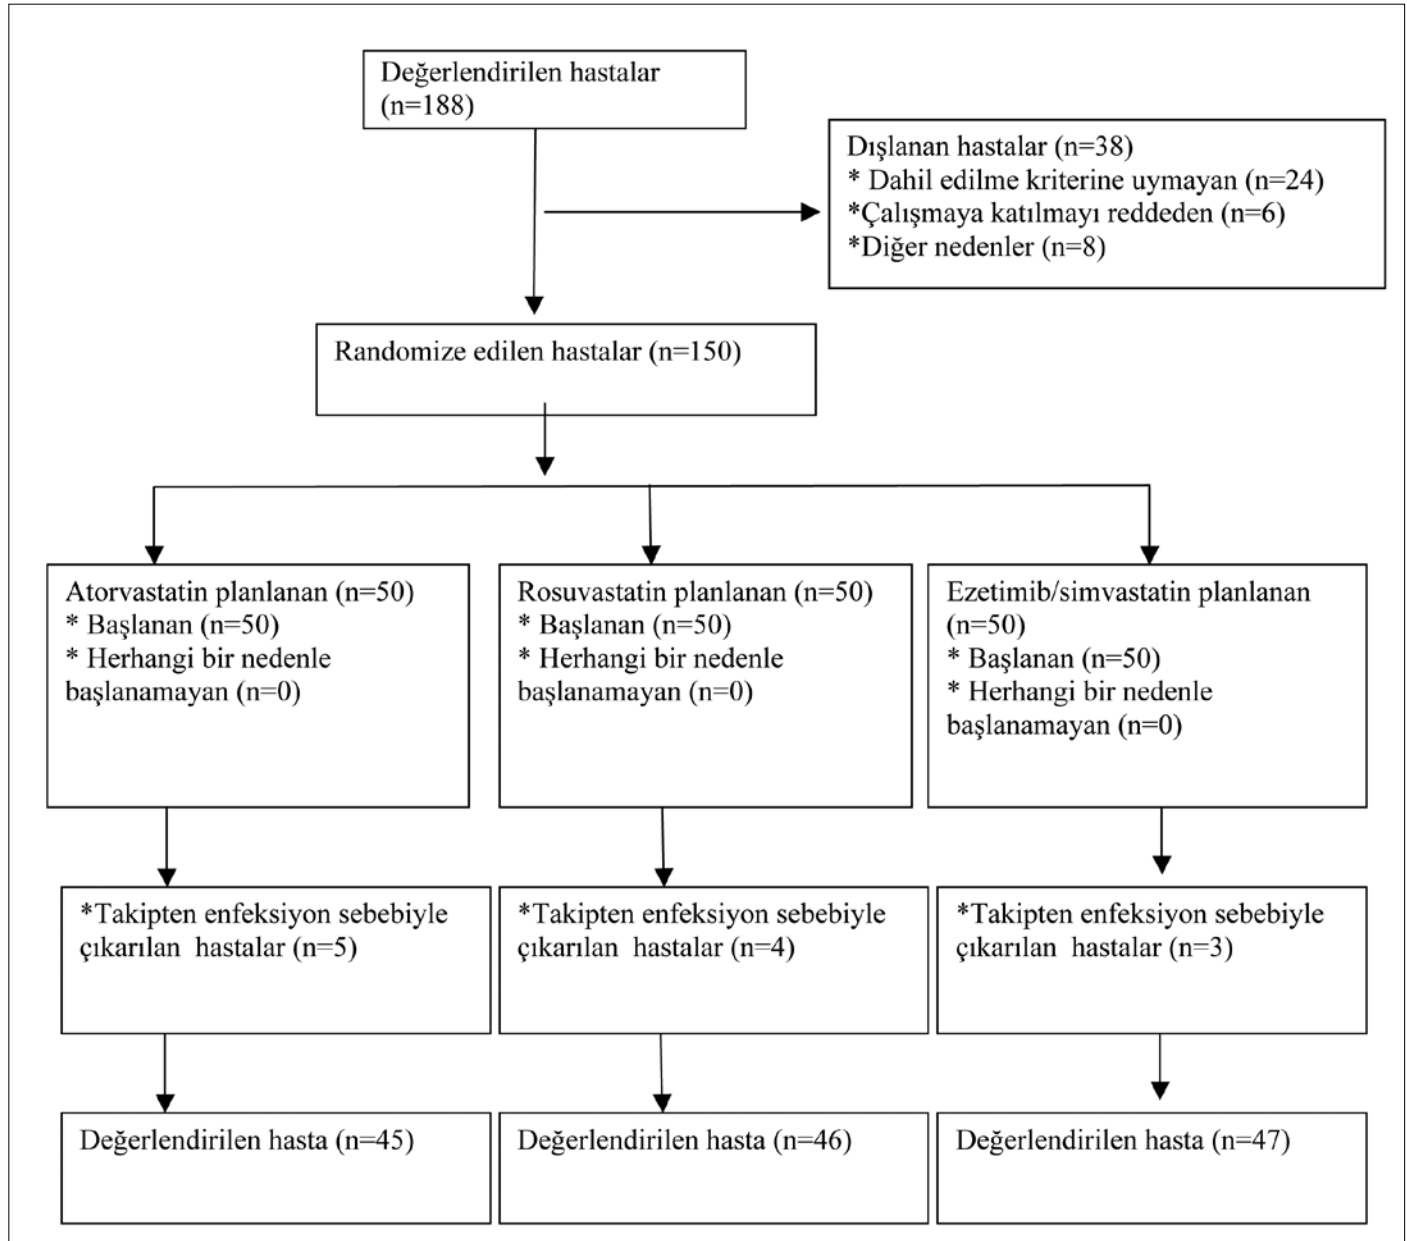 Değerlendirilen hastalar
(n=188)
Dışlanan hastalar (n=38)
* Dahil edilme kriterine uymayan (n=24)
*Çalışmaya katılmayı reddeden (n=6)
*Diğer nedenler (n=8)
Randomize edilen hastalar (n=150)
Atorvastatin planlanan (n=50)
* Başlanan (n=50)
* Herhangi bir nedenle
başlanamayan (n=0)
Rosuvastatin planlanan (n=50)
* Başlanan (n=50)
* Herhangi bir nedenle
başlanamayan (n=0)
Ezetimib/simvastatin planlanan
(n=50)
* Başlanan (n=50)
* Herhangi bir nedenle
başlanamayan (n=0)
*Takipten enfeksiyon sebebiyle
çıkarılan hastalar (n=5)
*Takipten enfeksiyon sebebiyle
çıkarılan hastalar (n=4)
*Takipten enfeksiyon sebebiyle
çıkarılan hastalar (n=3)
Değerlendirilen hasta (n=45)
Değerlendirilen hasta (n=46)
Değerlendirilen hasta (n=47)